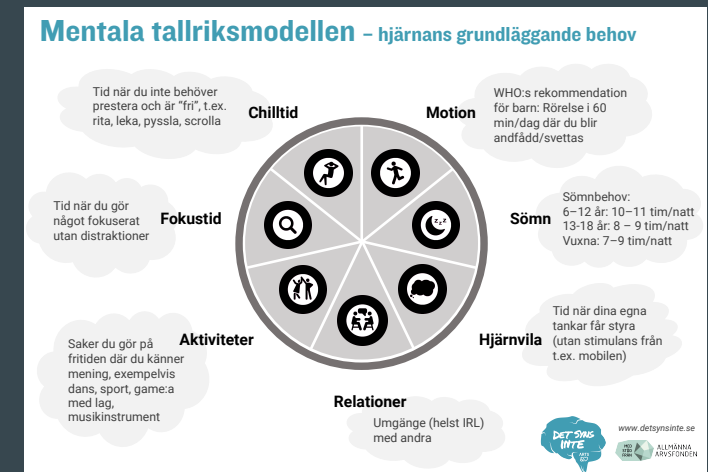 Mentala tallriksmodellen – hjärnans grundläggande behov
Tid när du inte behöver
prestera och är "fri", t.ex.
rita, leka, pyssla, scrolla
Chilltid
Motion
WHO:s rekommendation
för barn: Rörelse i 60
min/dag där du blir
andfådd/svettas
Tid när du gör
något fokuserat
utan distraktioner
Fokustid
Sömn
Sömnbehov:
6–12 år: 10–11 tim/natt
13-18 år: 8 – 9 tim/natt
Vuxna: 7–9 tim/natt
z z z
Saker du gör på
fritiden där du känner
mening, exempelvis
dans, sport, game:a
med lag,
musikinstrument
Aktiviteter
Hjärnvila
Tid när dina egna
tankar får styra
(utan stimulans från
t.ex. mobilen)
Relationer
Umgänge (helst IRL)
med andra
DET SYNS
INTE
www.detsynsinte.se
MED
STÖD
FRÅN
ALLMÄNNA
ARVSFONDEN